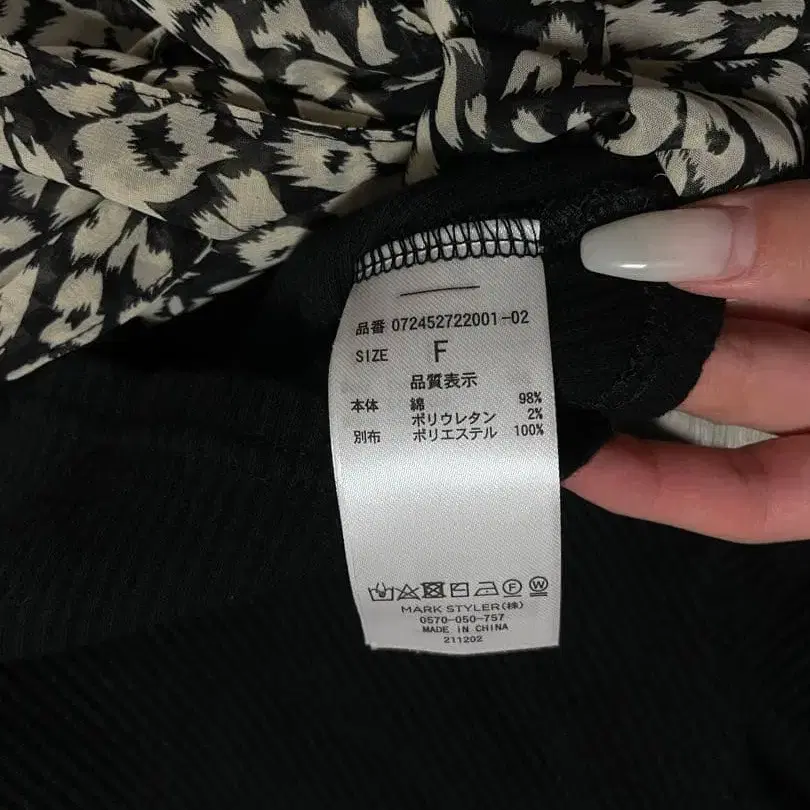 品番 072452722001-02
SIZE F
品質表示
本体 綿 98%
ポリウレタン 2%
別布 ポリエステル 100%
MARK STYLER(株)
0570-050-757
MADE IN CHINA
211202